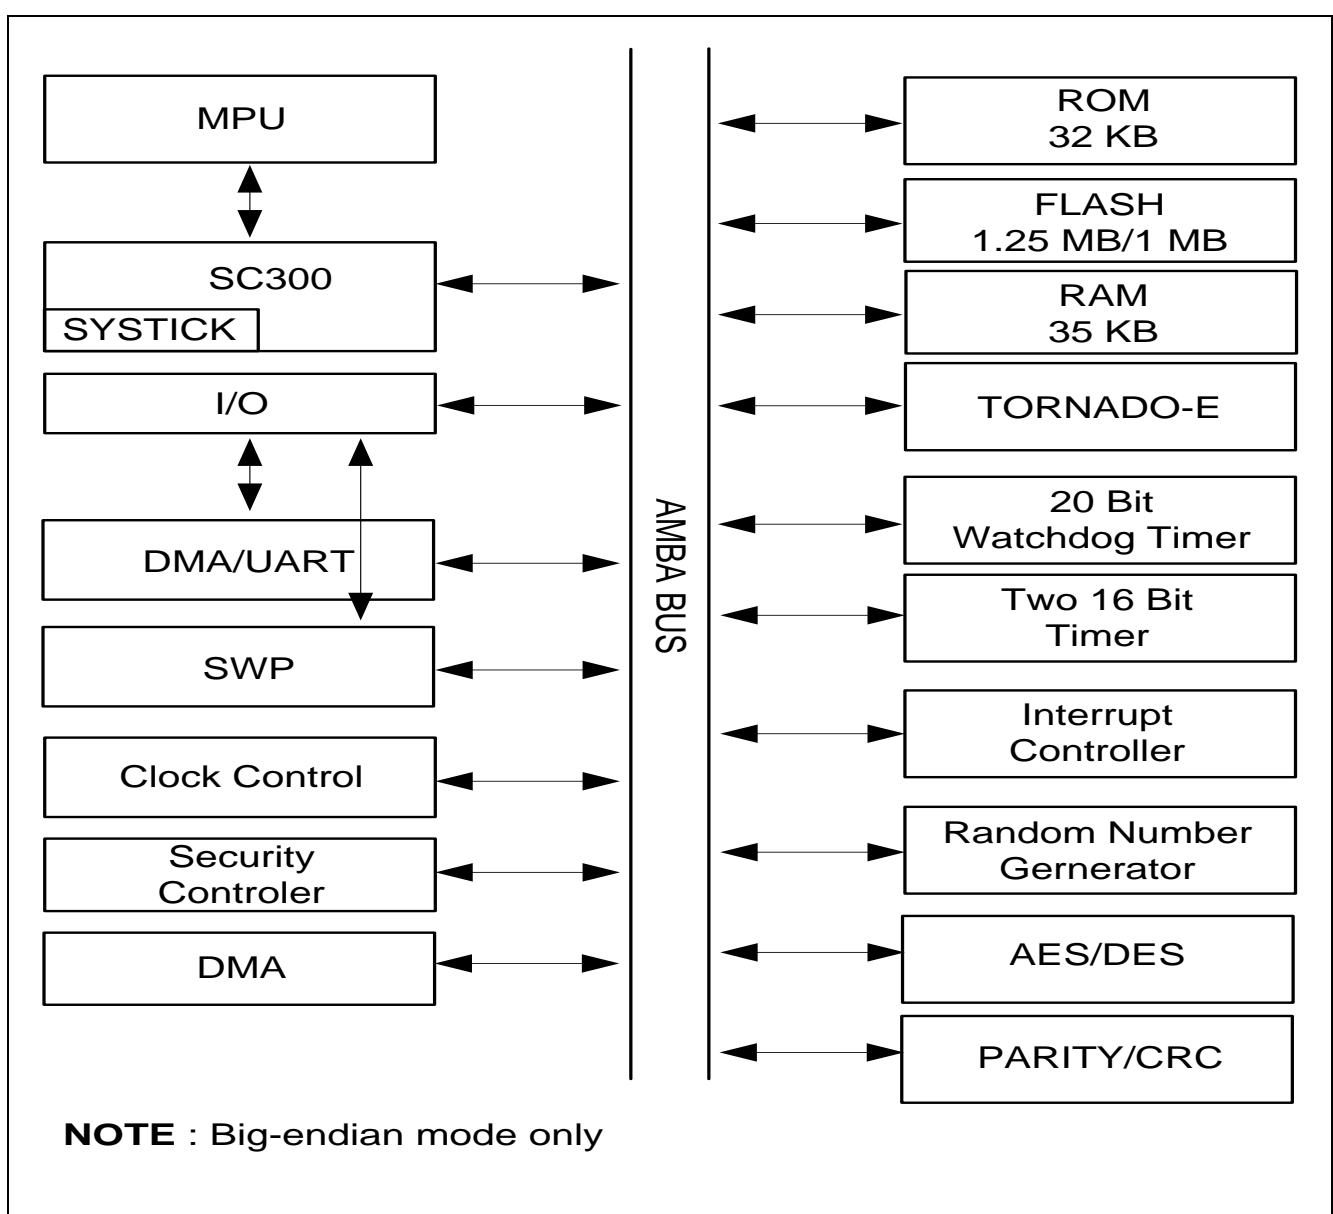 MPU
SC300
SYSTICK
I/O
DMA/UART
SWP
Clock Control
Security
Controler
DMA
AMBA BUS
ROM
32 KB
FLASH
1.25 MB/1 MB
RAM
35 KB
TORNADO-E
20 Bit
Watchdog Timer
Two 16 Bit
Timer
Interrupt
Controller
Random Number
Gernerator
AES/DES
PARITY/CRC
NOTE : Big-endian mode only